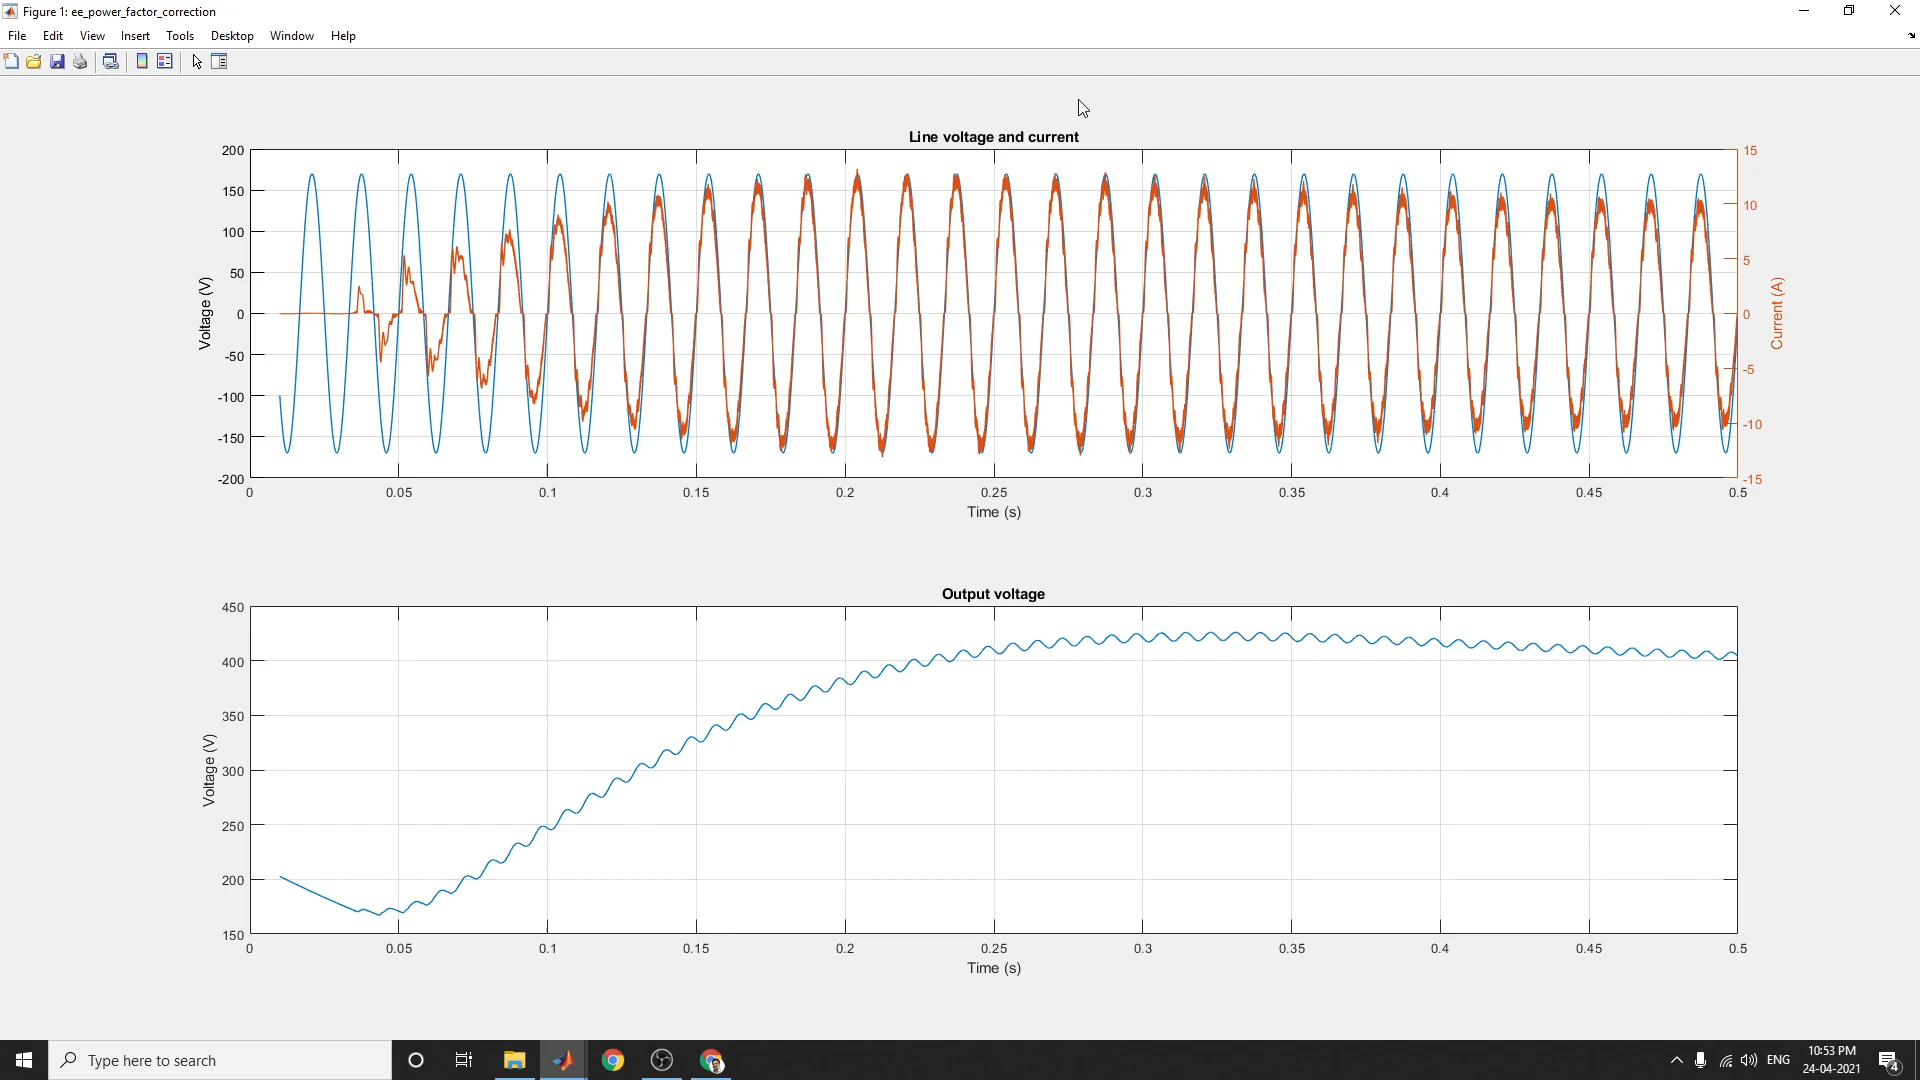 Figure 1: ee_power_factor_correction
File Edit View Insert Tools Desktop Window Help
Line voltage and current
200
150
100
50
0
-50
-100
-150
-200
Voltage (V)
15
10
5
0
-5
-10
-15
Current (A)
0 0.05 0.1 0.15 0.2 0.25 0.3 0.35 0.4 0.45 0.5
Time (s)
Output voltage
450
400
350
300
250
200
150
Voltage (V)
0 0.05 0.1 0.15 0.2 0.25 0.3 0.35 0.4 0.45 0.5
Time (s)
Type here to search
ENG
10:53 PM
24-04-2021
4